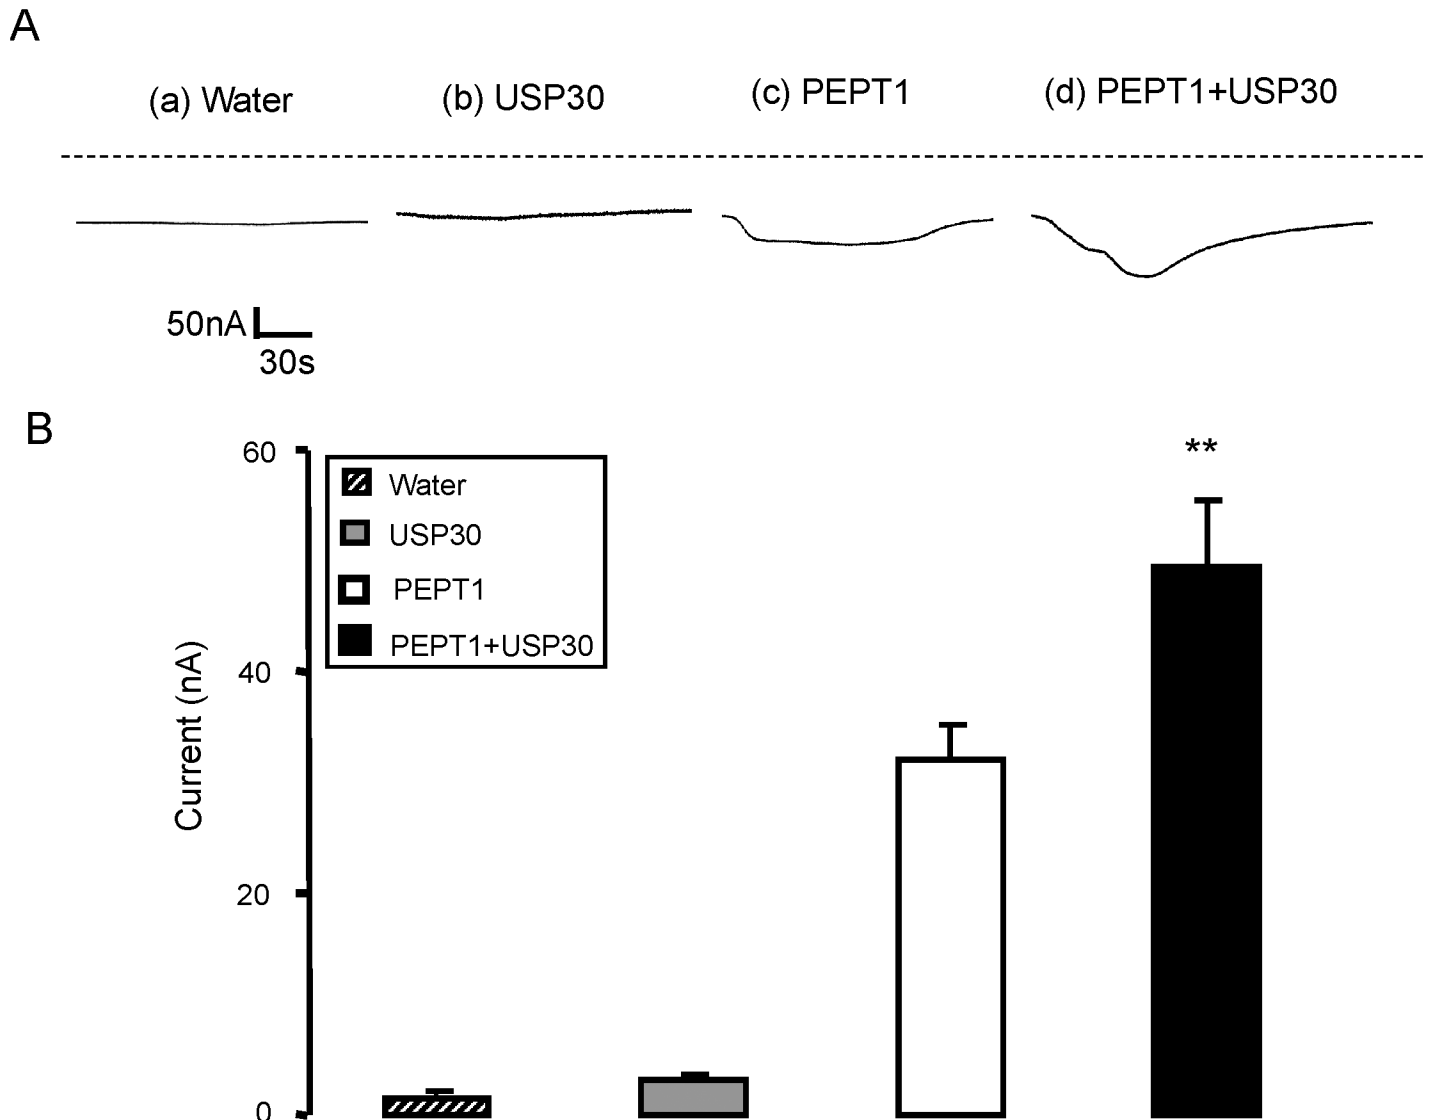 A
(a) Water
(b) USP30
(c) PEPT1
(d) PEPT1+USP30
50nA
30s
B
60
40
20
0
Current (nA)
Water
USP30
PEPT1
PEPT1+USP30
**